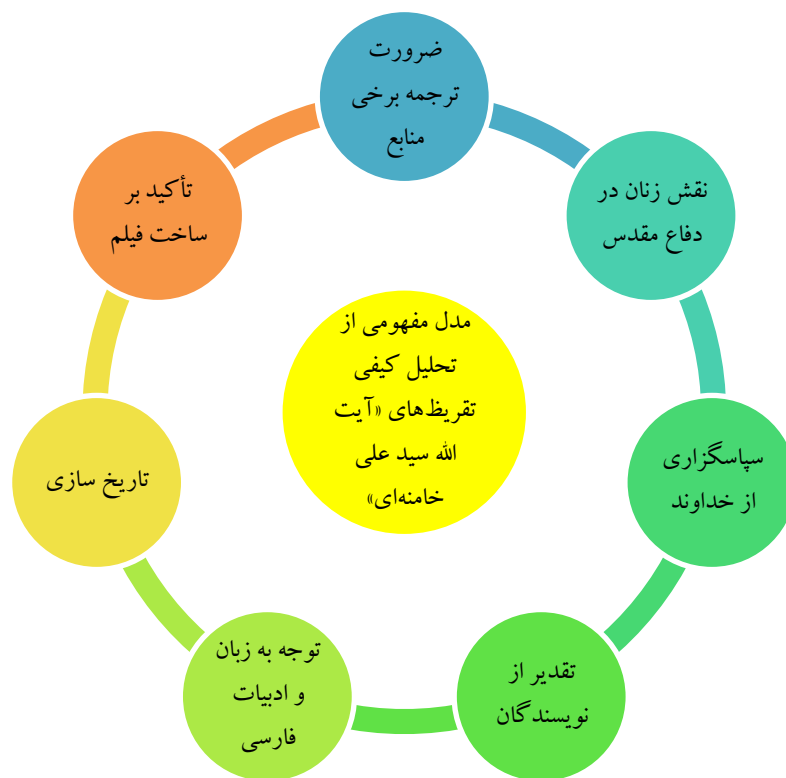 ضرورت
ترجمه برخی
منابع
نقش زنان در
دفاع مقدس
سپاسگزاری
از خداوند
تقدیر از
نویسندگان
توجه به زبان
و ادبیات
فارسی
تاریخ سازی
تأکید بر
ساخت فیلم
مدل مفهومی از
تحلیل کیفی
تقریظ‌های «آیت
الله سید علی
خامنه‌ای»